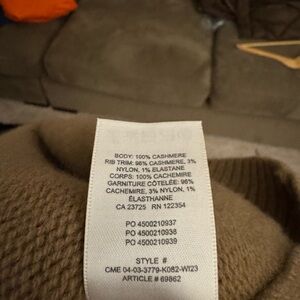 BODY: 100% CASHMERE
RIB TRIM: 96% CASHMERE, 3%
NYLON, 1% ELASTANE
CORPS: 100% CACHEMIRE
GARNITURE CÔTELÉE: 96%
CACHEMIRE, 3% NYLON, 1%
ÉLASTHANNE
CA 23725 RN 122354
PO 4500210937
PO 4500210938
PO 4500210939
STYLE #
CME 04-03-3779-K082-WI23
ARTICLE # 69862